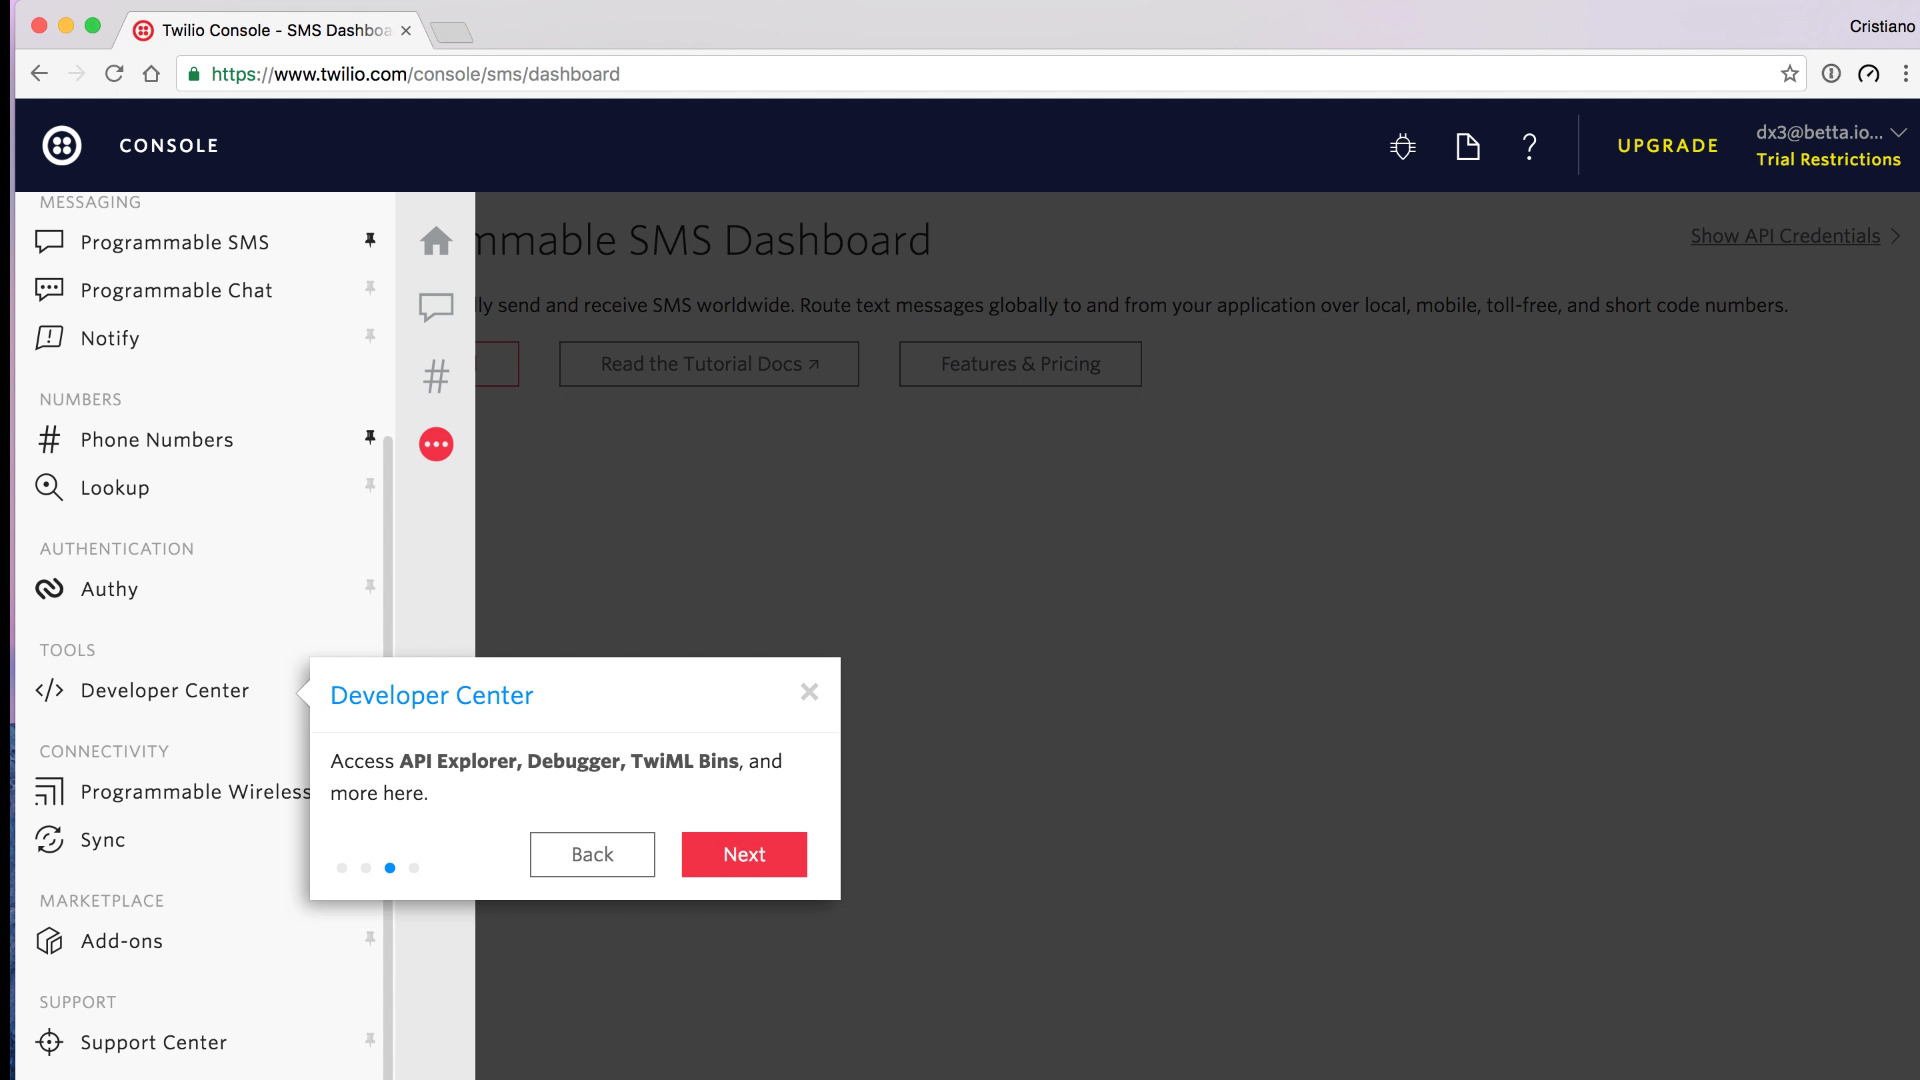 Twilio Console - SMS Dashboa
Cristiano
https://www.twilio.com/console/sms/dashboard
CONSOLE
?
UPGRADE
dx3@betta.io...
Trial Restrictions
MESSAGING
Programmable SMS
Programmable Chat
Notify
NUMBERS
# Phone Numbers
Lookup
AUTHENTICATION
Authy
TOOLS
</> Developer Center
CONNECTIVITY
Programmable Wireless
Sync
MARKETPLACE
Add-ons
SUPPORT
Support Center
#
mmable SMS Dashboard
Show API Credentials
lly send and receive SMS worldwide. Route text messages globally to and from your application over local, mobile, toll-free, and short code numbers.
Read the Tutorial Docs ↗
Features & Pricing
Developer Center
Access API Explorer, Debugger, TwiML Bins, and
more here.
Back
Next